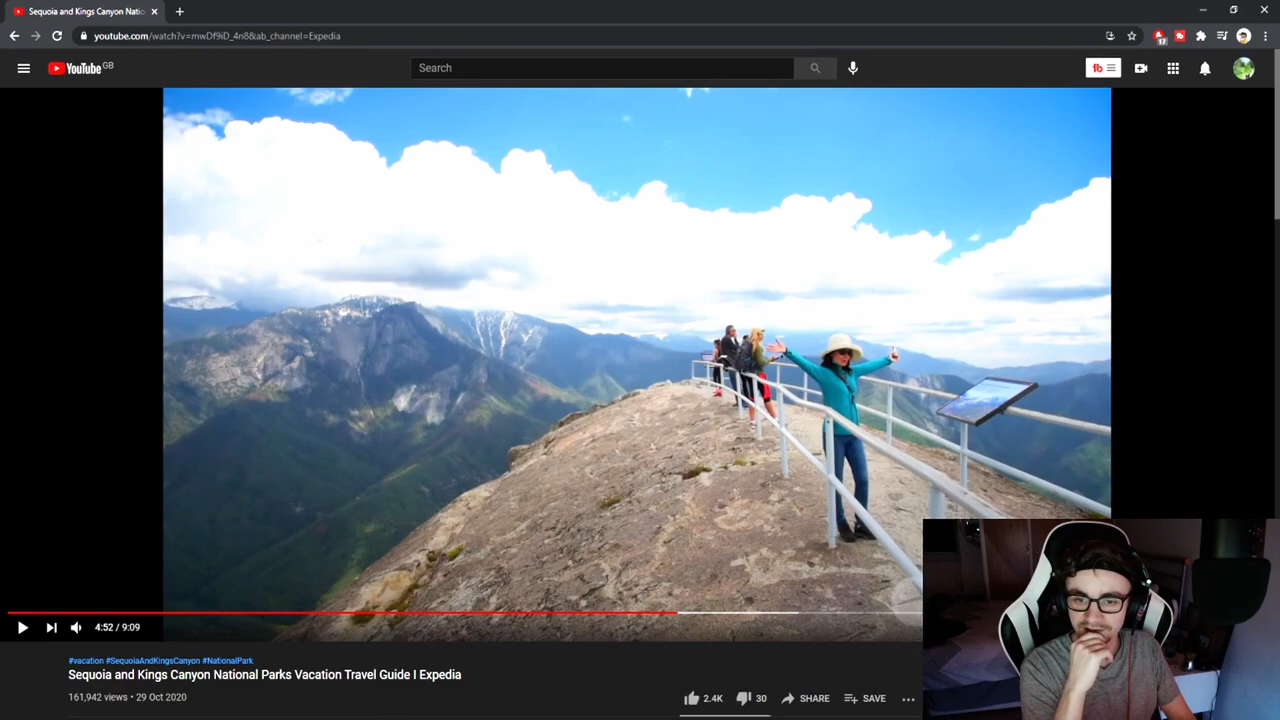 Sequoia and Kings Canyon Natio
youtube.com/watch?v=mwDf9iD_4n8&ab_channel=Expedia
17
YouTube GB
Search
4:52 / 9:09
#vacation #SequoiaAndKingsCanyon #NationalPark
Sequoia and Kings Canyon National Parks Vacation Travel Guide I Expedia
161,942 views • 29 Oct 2020
2.4K
30
SHARE
SAVE